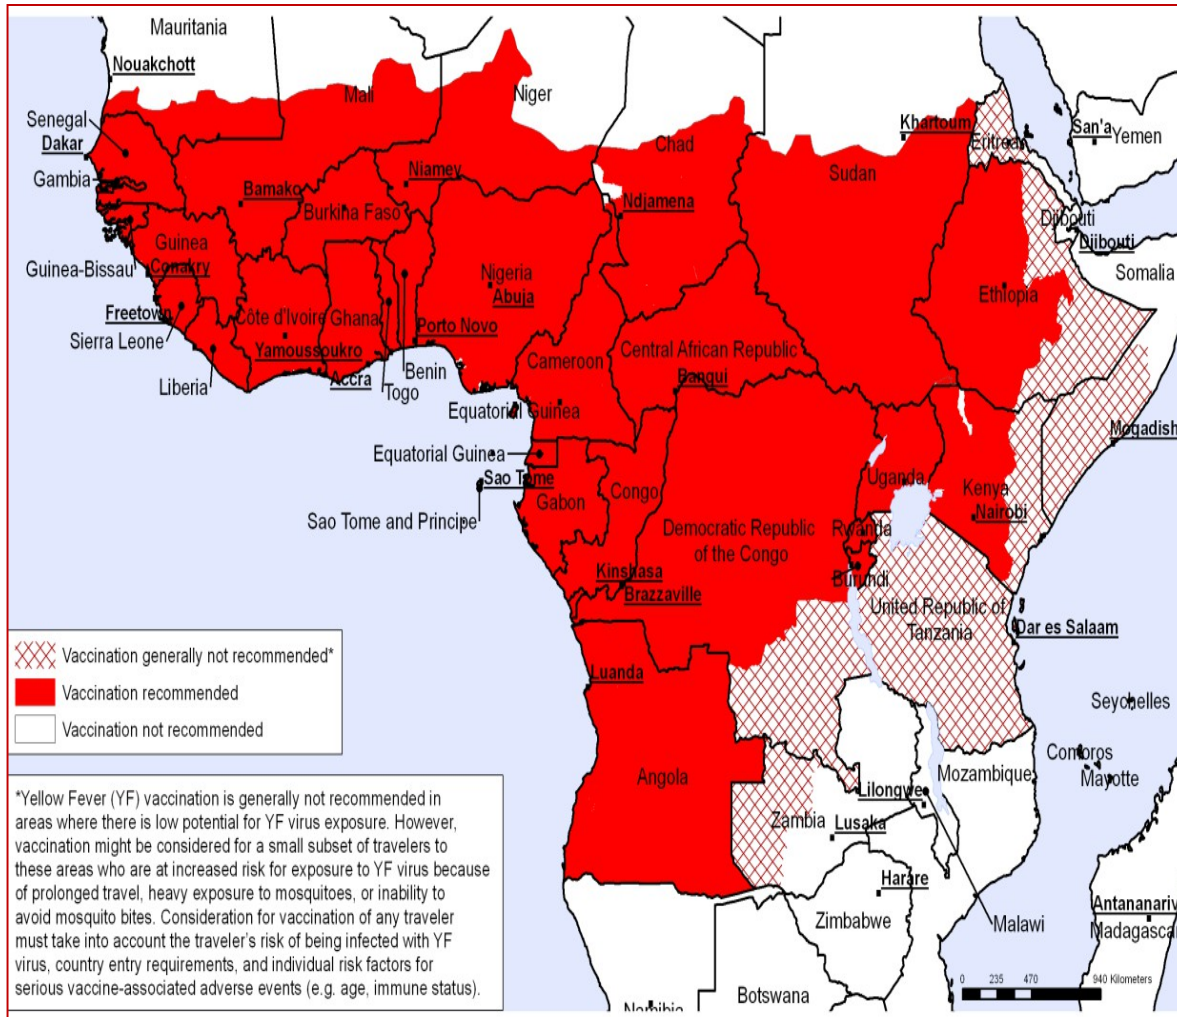 Mauritania
Nouakchott
Mali
Niger
Senegal
Dakar
Gambia
Bamako
Niamey
Burkina Faso
Chad
Ndjamena
Khartoum
Sudan
Eritrea
San'a
Yemen
Djibouti
Djibouti
Somalia
Guinea
Conakry
Guinea-Bissau
Nigeria
Abuja
Ethiopia
Freetown
Sierra Leone
Côte d'Ivoire
Ghana
Yamoussoukro
Porto Novo
Liberia
Accra
Togo
Benin
Cameroon
Central African Republic
Bangui
Equatorial Guinea
Equatorial Guinea
Mogadish
Sao Tome
Sao Tome and Principe
Gabon
Congo
Uganda
Kenya
Nairobi
Democratic Republic
of the Congo
Rwanda
Burundi
Kinshasa
Brazzaville
United Republic of
Tanzania
Dar es Salaam
Luanda
Seychelles
Comoros
Mayotte
Angola
Mozambique
Lilongwe
Zambia
Lusaka
Harare
Malawi
Zimbabwe
Antananariv
Madagascar
Namibia
Botswana
Vaccination generally not recommended*
Vaccination recommended
Vaccination not recommended
*Yellow Fever (YF) vaccination is generally not recommended in
areas where there is low potential for YF virus exposure. However,
vaccination might be considered for a small subset of travelers to
these areas who are at increased risk for exposure to YF virus because
of prolonged travel, heavy exposure to mosquitoes, or inability to
avoid mosquito bites. Consideration for vaccination of any traveler
must take into account the traveler's risk of being infected with YF
virus, country entry requirements, and individual risk factors for
serious vaccine-associated adverse events (e.g. age, immune status).
0 235 470 940 Kilometers